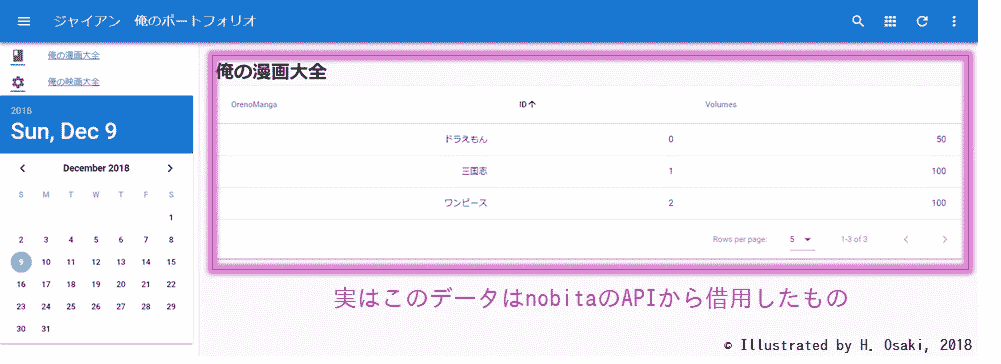 ジャイアン 俺のポートフォリオ
俺の漫画大全
俺の映画大全
2018
Sun, Dec 9
December 2018
S M T W T F S
1
2 3 4 5 6 7 8
9 10 11 12 13 14 15
16 17 18 19 20 21 22
23 24 25 26 27 28 29
30 31
俺の漫画大全
OrenoManga ID Volumes
ドラえもん 0 50
三国志 1 100
ワンピース 2 100
Rows per page: 5 1-3 of 3
実はこのデータはnobitaのAPIから借用したもの
© Illustrated by H. Osaki, 2018